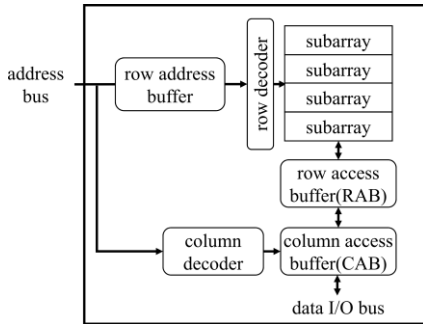 address
bus
row address
buffer
row decoder
subarray
subarray
subarray
subarray
row access
buffer(RAB)
column
decoder
column access
buffer(CAB)
data I/O bus